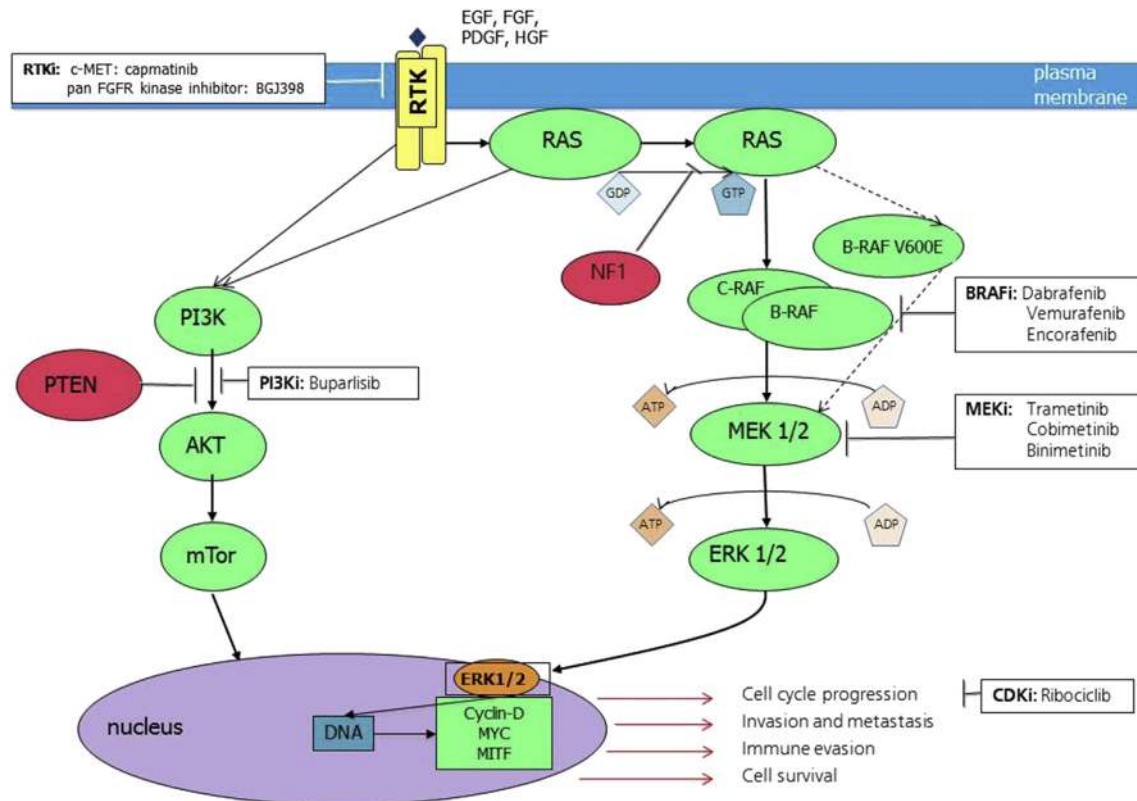 EGF, FGF,
PDGF, HGF
RTKi: c-MET: capmatinib
pan FGFR kinase inhibitor: BGJ398
RTK
plasma
membrane
RAS
RAS
GDP
GTP
B-RAF V600E
NF1
C-RAF
B-RAF
BRAFi: Dabrafenib
Vemurafenib
Encorafenib
PI3K
PTEN
PI3Ki: Buparlisib
ATP
ADP
MEKi: Trametinib
Cobimetinib
Binimetinib
AKT
MEK 1/2
ATP
ADP
mTor
ERK 1/2
ERK1/2
Cell cycle progression
CDKi: Ribociclib
nucleus
DNA
Cyclin-D
MYC
MITF
Invasion and metastasis
Immune evasion
Cell survival